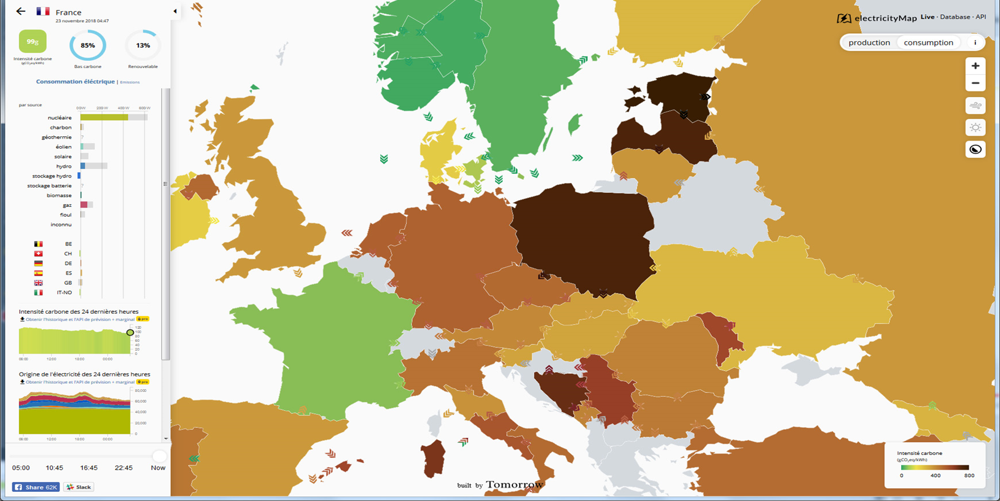 France
23 novembre 2018 04:47
99g
85%
13%
Intensité carbone
(gCO₂eq/kWh)
Bas carbone
Renouvelable
Consommation éléctrique | Emissions
par source
200W 400W 600W
nucléaire
charbon
géothermie ?
éolien
solaire
hydro
stockage hydro
stockage batterie ?
biomasse
gaz
fioul
inconnu
BE
CH
DE
ES
GB
IT-NO
Intensité carbone des 24 dernières heures
Obtenir l'historique et l'API de prévision + marginal pro
120
100
80
60
40
20
0
06:00 12:00 18:00 00:00
Origine de l'électricité des 24 dernières heures
Obtenir l'historique et l'API de prévision + marginal pro
80,000
60,000
40,000
20,000
0
06:00 12:00 18:00 00:00
05:00 10:45 16:45 22:45 Now
Share 62K
Slack
electricityMap Live · Database · API
production consumption i
+
−
built by Tomorrow
Intensité carbone
(gCO₂eq/kWh)
0 400 800